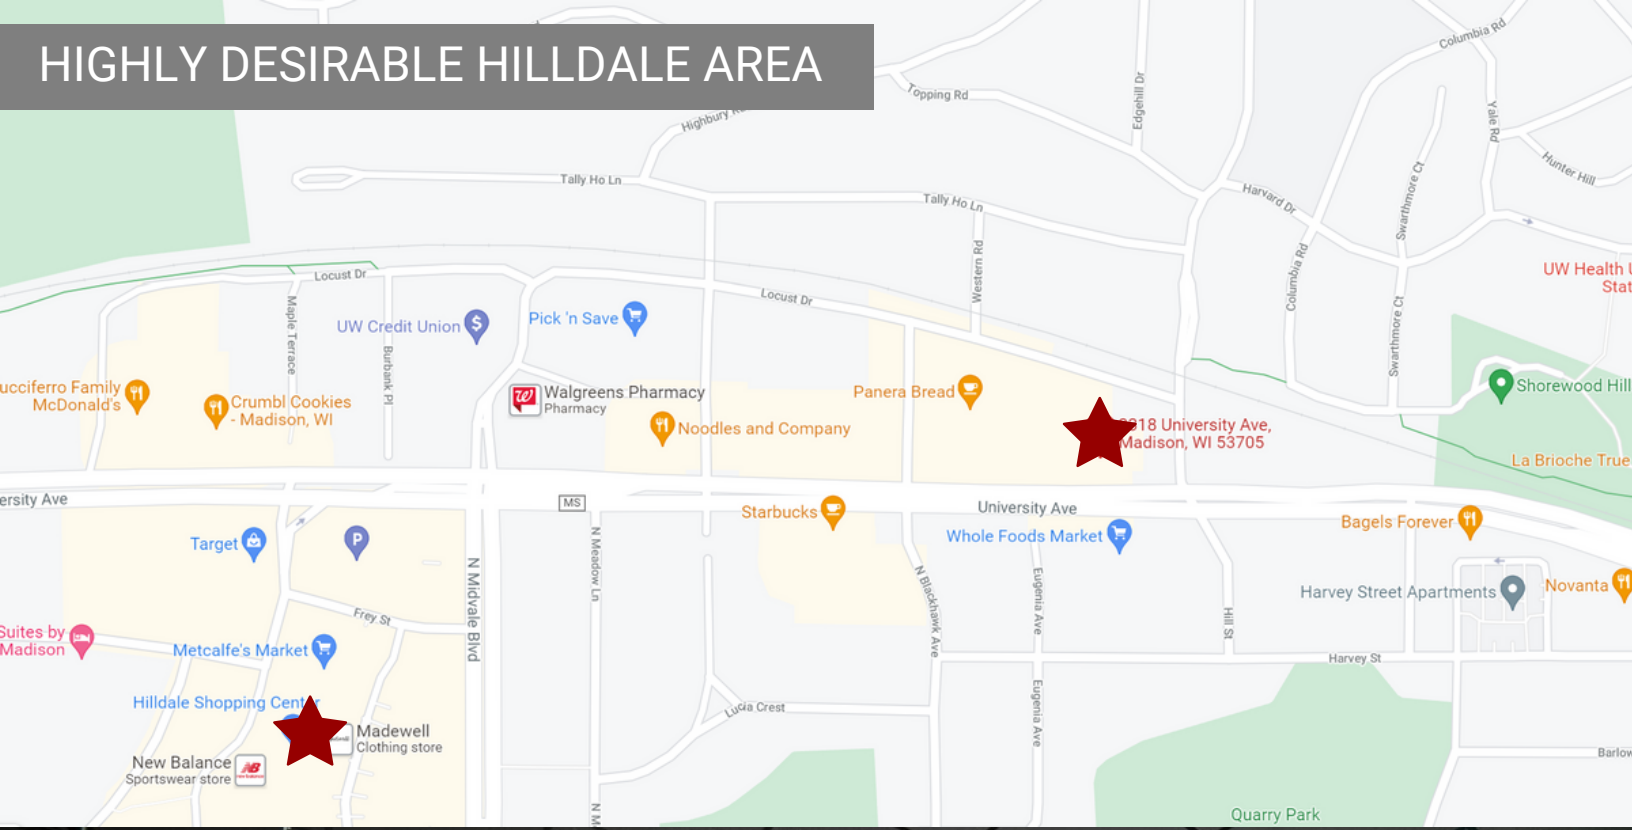 HIGHLY DESIRABLE HILLDALE AREA
Columbia Rd
Topping Rd
Edgehill Dr
Highbury
Yale Rd
Hunter Hill
Tally Ho Ln
Tally Ho Ln
Harvard Dr
Swarthmore Ct
Western Rd
Columbia Rd
UW Health
Locust Dr
Locust Dr
Maple Terrace
Burbank Pl
UW Credit Union
Pick 'n Save
Swarthmore Ct
Shorewood Hill
ucciferro Family
McDonald's
Crumbl Cookies
- Madison, WI
Walgreens Pharmacy
Pharmacy
Panera Bread
Noodles and Company
18 University Ave,
Madison, WI 53705
La Brioche True
ersity Ave
MS
University Ave
Starbucks
Whole Foods Market
Bagels Forever
Target
P
N Midvale Blvd
N Meadow Ln
N Blackhawk Ave
Eugenia Ave
Hill St
Harvey Street Apartments
Novanta
Frey St
Suites by
Madison
Metcalfe's Market
Harvey St
Hilldale Shopping Cent
Lucia Crest
Eugenia Ave
Madewell
Clothing store
New Balance
Sportswear store
Barlow
N M
Quarry Park